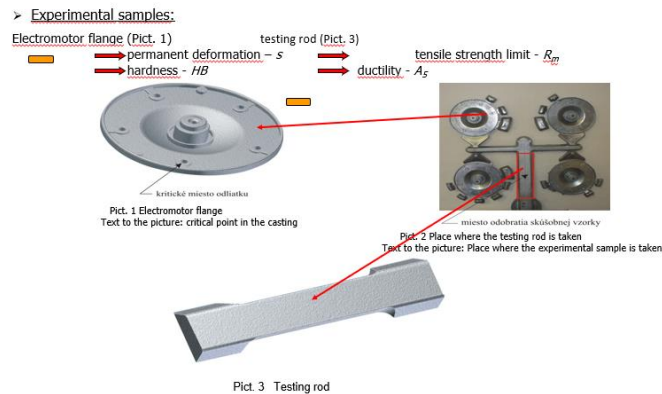 ➢ Experimental samples:
Electromotor flange (Pict. 1) testing rod (Pict. 3)
permanent deformation – s tensile strength limit - Rm
hardness - HB ductility - A5
kritické miesto odliatku
Pict. 1 Electromotor flange
Text to the picture: critical point in the casting
miesto odobratia skúšobnej vzorky
Pict. 2 Place where the testing rod is taken
Text to the picture: Place where the experimental sample is taken
Pict. 3 Testing rod